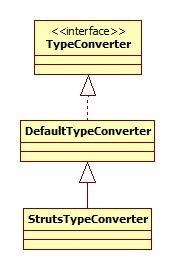 <<interface>>
TypeConverter
DefaultTypeConverter
StrutsTypeConverter